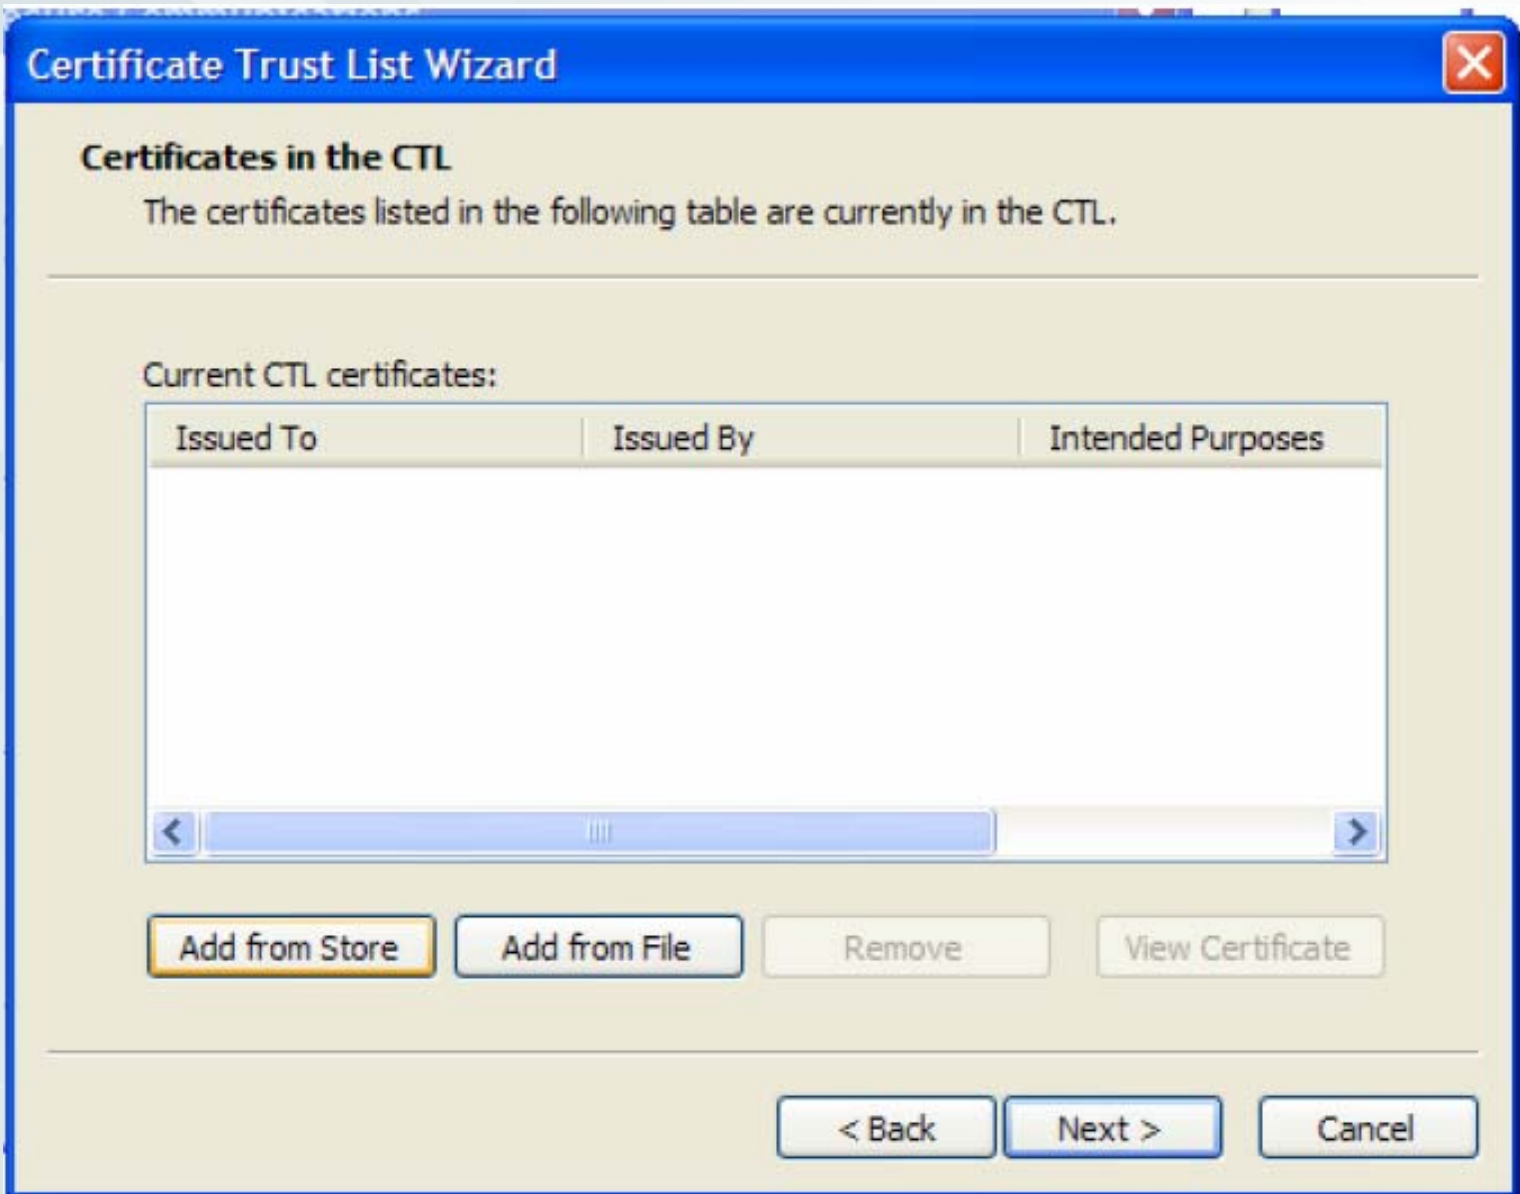 Certificate Trust List Wizard
Certificates in the CTL
The certificates listed in the following table are currently in the CTL.
Current CTL certificates:
Issued To Issued By Intended Purposes
Add from Store Add from File Remove View Certificate
< Back Next > Cancel